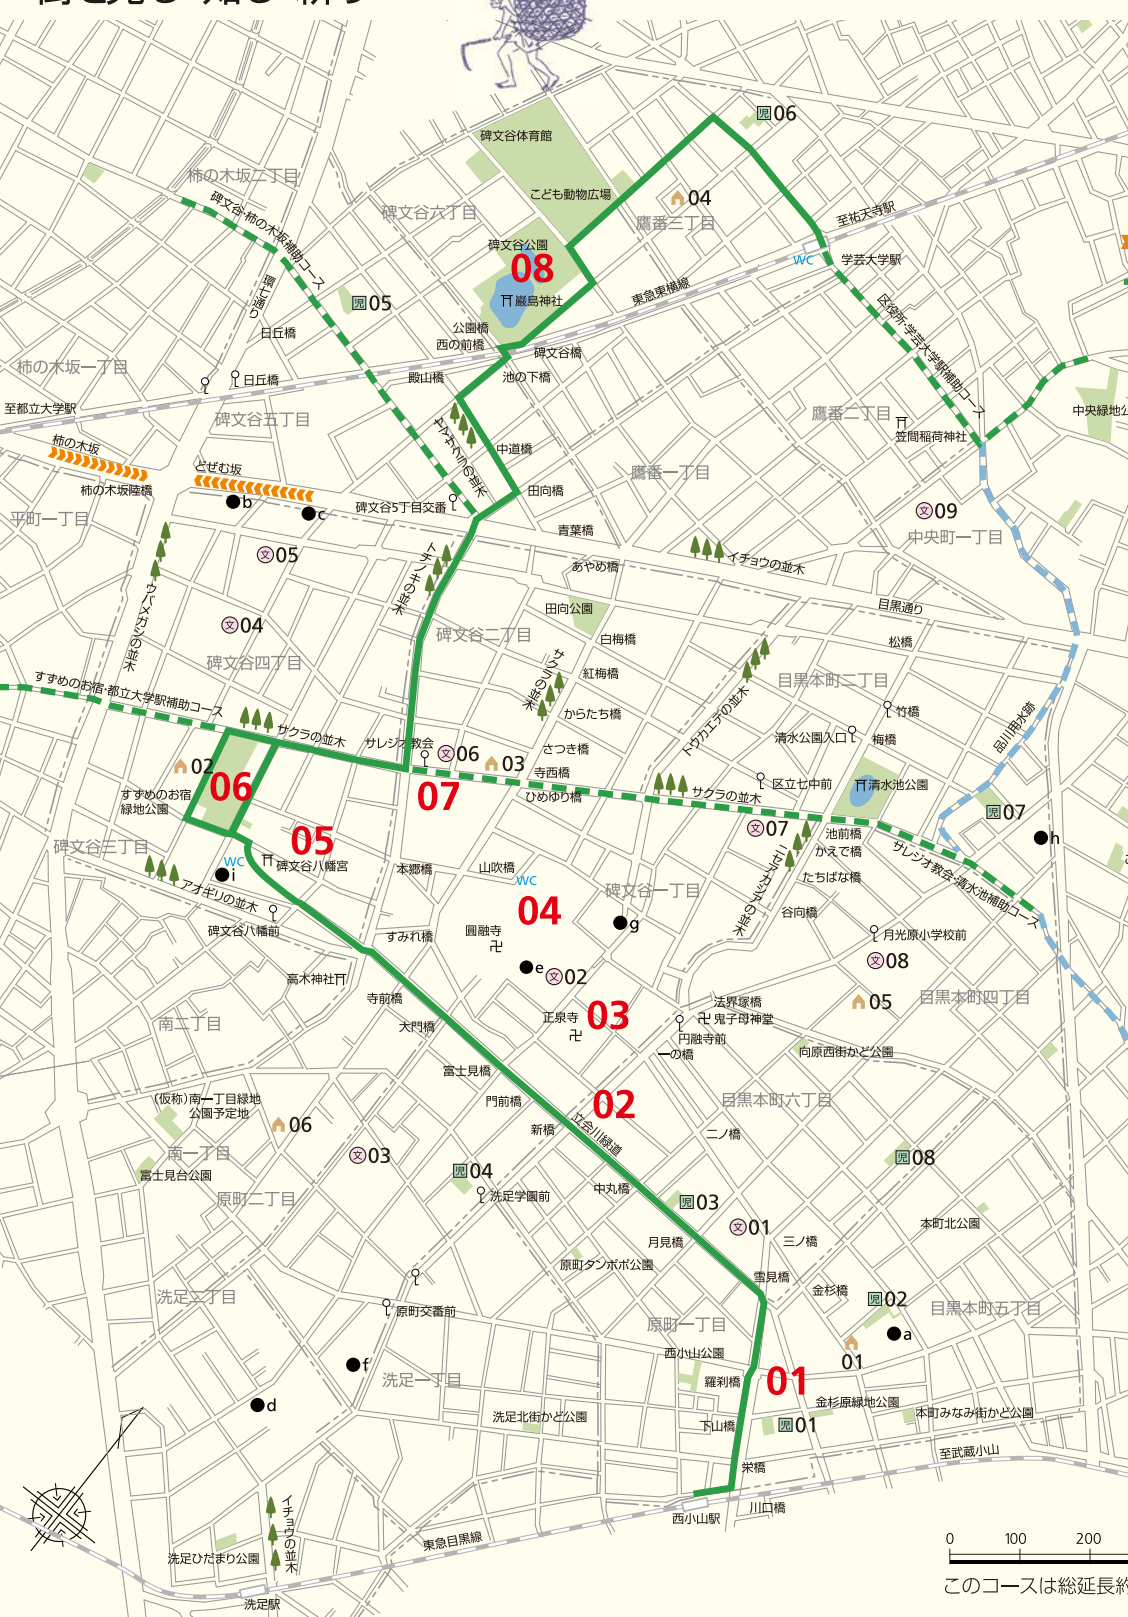 碑文谷体育館
児06
こども動物広場
04
柿の木坂二丁目
碑文谷・柿の木坂補助コース
碑文谷六丁目
鷹番三丁目
至祐天寺駅
碑文谷公園
08
WC
学芸大学駅
環七通り
児05
巌島神社
東急東横線
区役所・学芸大学駅補助コース
日丘橋
公園橋
西の前橋
碑文谷橋
柿の木坂一丁目
日丘橋
殿山橋
池の下橋
至都立大学駅
碑文谷五丁目
鷹番二丁目
中央緑地公
笠間稲荷神社
柿の木坂
どぜむ坂
中道橋
鷹番一丁目
柿の木坂陸橋
b
c
碑文谷5丁目交番
田向橋
平町一丁目
文09
中央町一丁目
青葉橋
文05
トチノキの並木
あやめ橋
イチョウの並木
ウバメガシの並木
目黒通り
田向公園
文04
碑文谷二丁目
白梅橋
松橋
碑文谷四丁目
サクラの並木
紅梅橋
目黒本町二丁目
すずめのお宿・都立大学駅補助コース
からたち橋
トウカエデの並木
竹橋
品川用水跡
サクラの並木
サレジオ教会
文06
03
さつき橋
清水公園入口
梅橋
02
06
寺西橋
区立七中前
清水池公園
すずめのお宿
緑地公園
07
ひめゆり橋
サクラの並木
児07
05
文07
池前橋
h
碑文谷三丁目
かえで橋
サレジオ教会・清水池補助コース
WC
碑文谷八幡宮
i
本郷橋
山吹橋
WC
碑文谷一丁目
たちばな橋
ニセアカシアの並木
アオギリの並木
04
谷向橋
碑文谷八幡前
すみれ橋
圓融寺
g
月光原小学校前
e
文02
文08
高木神社
寺前橋
05
目黒本町四丁目
法界塚橋
鬼子母神堂
正泉寺
03
南二丁目
大門橋
円融寺前
一の橋
向原西街かど公園
富士見橋
(仮称)南一丁目緑地
公園予定地
門前橋
02
目黒本町六丁目
06
新橋
立会川緑道
二ノ橋
南一丁目
文03
児04
児08
富士見台公園
原町二丁目
洗足学園前
中丸橋
児03
文01
本町北公園
月見橋
三ノ橋
原町タンポポ公園
雪見橋
金杉橋
洗足二丁目
児02
目黒本町五丁目
原町交番前
原町一丁目
a
西小山公園
01
f
洗足一丁目
羅刹橋
01
d
金杉原緑地公園
洗足北街かど公園
下山橋
児01
本町みなみ街かど公園
栄橋
至武蔵小山
イチョウの並木
西小山駅
川口橋
東急目黒線
洗足ひだまり公園
洗足駅
0 100 200
このコースは総延長約